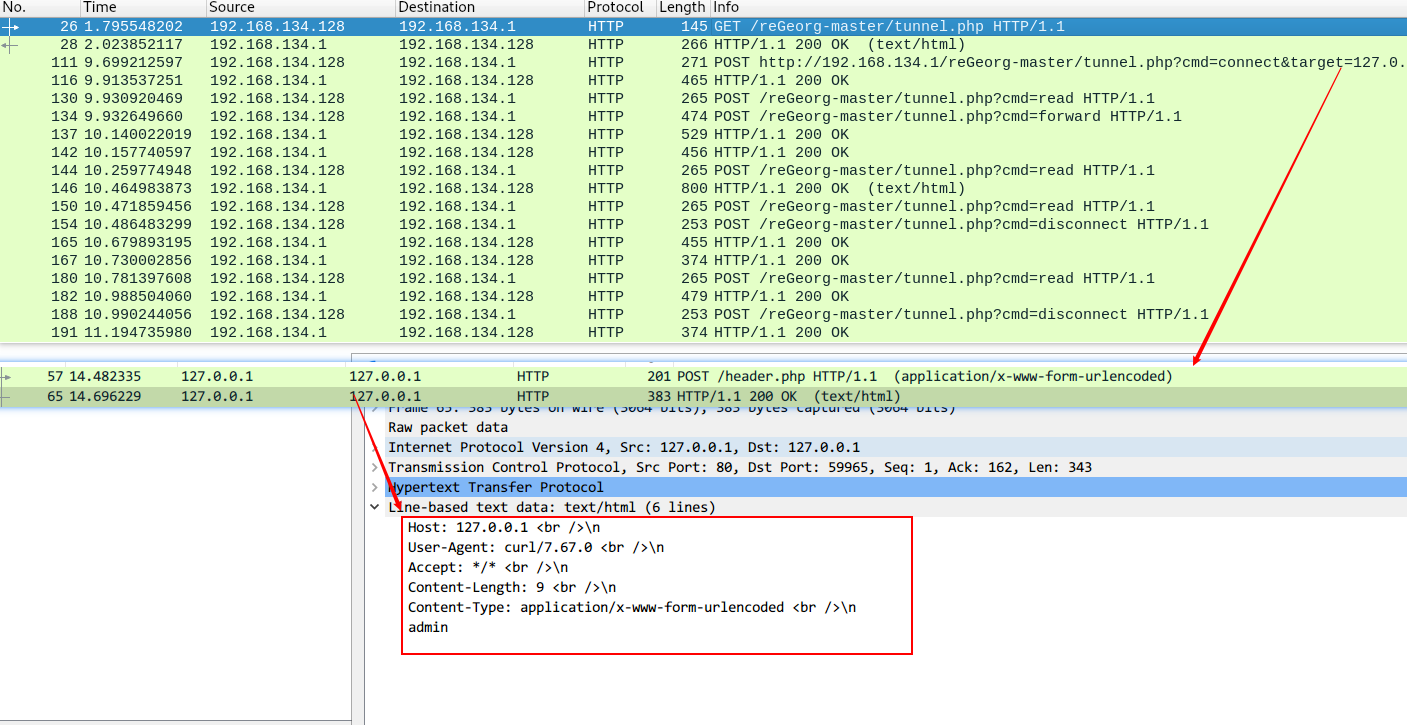 No. Time Source Destination Protocol Length Info
26 1.795548202 192.168.134.128 192.168.134.1 HTTP 145 GET /reGeorg-master/tunnel.php HTTP/1.1
28 2.023852117 192.168.134.1 192.168.134.128 HTTP 266 HTTP/1.1 200 OK (text/html)
111 9.699212597 192.168.134.128 192.168.134.1 HTTP 271 POST http://192.168.134.1/reGeorg-master/tunnel.php?cmd=connect&target=127.0.
116 9.913537251 192.168.134.1 192.168.134.128 HTTP 465 HTTP/1.1 200 OK
130 9.930920469 192.168.134.128 192.168.134.1 HTTP 265 POST /reGeorg-master/tunnel.php?cmd=read HTTP/1.1
134 9.932649660 192.168.134.128 192.168.134.1 HTTP 474 POST /reGeorg-master/tunnel.php?cmd=forward HTTP/1.1
137 10.140022019 192.168.134.1 192.168.134.128 HTTP 529 HTTP/1.1 200 OK
142 10.157740597 192.168.134.1 192.168.134.128 HTTP 456 HTTP/1.1 200 OK
144 10.259774948 192.168.134.128 192.168.134.1 HTTP 265 POST /reGeorg-master/tunnel.php?cmd=read HTTP/1.1
146 10.464983873 192.168.134.1 192.168.134.128 HTTP 800 HTTP/1.1 200 OK (text/html)
150 10.471859456 192.168.134.128 192.168.134.1 HTTP 265 POST /reGeorg-master/tunnel.php?cmd=read HTTP/1.1
154 10.486483299 192.168.134.128 192.168.134.1 HTTP 253 POST /reGeorg-master/tunnel.php?cmd=disconnect HTTP/1.1
165 10.679893195 192.168.134.1 192.168.134.128 HTTP 455 HTTP/1.1 200 OK
167 10.730002856 192.168.134.1 192.168.134.128 HTTP 374 HTTP/1.1 200 OK
180 10.781397608 192.168.134.128 192.168.134.1 HTTP 265 POST /reGeorg-master/tunnel.php?cmd=read HTTP/1.1
182 10.988504060 192.168.134.1 192.168.134.128 HTTP 479 HTTP/1.1 200 OK
188 10.990244056 192.168.134.128 192.168.134.1 HTTP 253 POST /reGeorg-master/tunnel.php?cmd=disconnect HTTP/1.1
191 11.194735980 192.168.134.1 192.168.134.128 HTTP 374 HTTP/1.1 200 OK
57 14.482335 127.0.0.1 127.0.0.1 HTTP 201 POST /header.php HTTP/1.1 (application/x-www-form-urlencoded)
65 14.696229 127.0.0.1 127.0.0.1 HTTP 383 HTTP/1.1 200 OK (text/html)
Frame 65: 383 bytes on wire (3064 bits), 383 bytes captured (3064 bits)
Raw packet data
Internet Protocol Version 4, Src: 127.0.0.1, Dst: 127.0.0.1
Transmission Control Protocol, Src Port: 80, Dst Port: 59965, Seq: 1, Ack: 162, Len: 343
Hypertext Transfer Protocol
Line-based text data: text/html (6 lines)
Host: 127.0.0.1 <br />\n
User-Agent: curl/7.67.0 <br />\n
Accept: */* <br />\n
Content-Length: 9 <br />\n
Content-Type: application/x-www-form-urlencoded <br />\n
admin